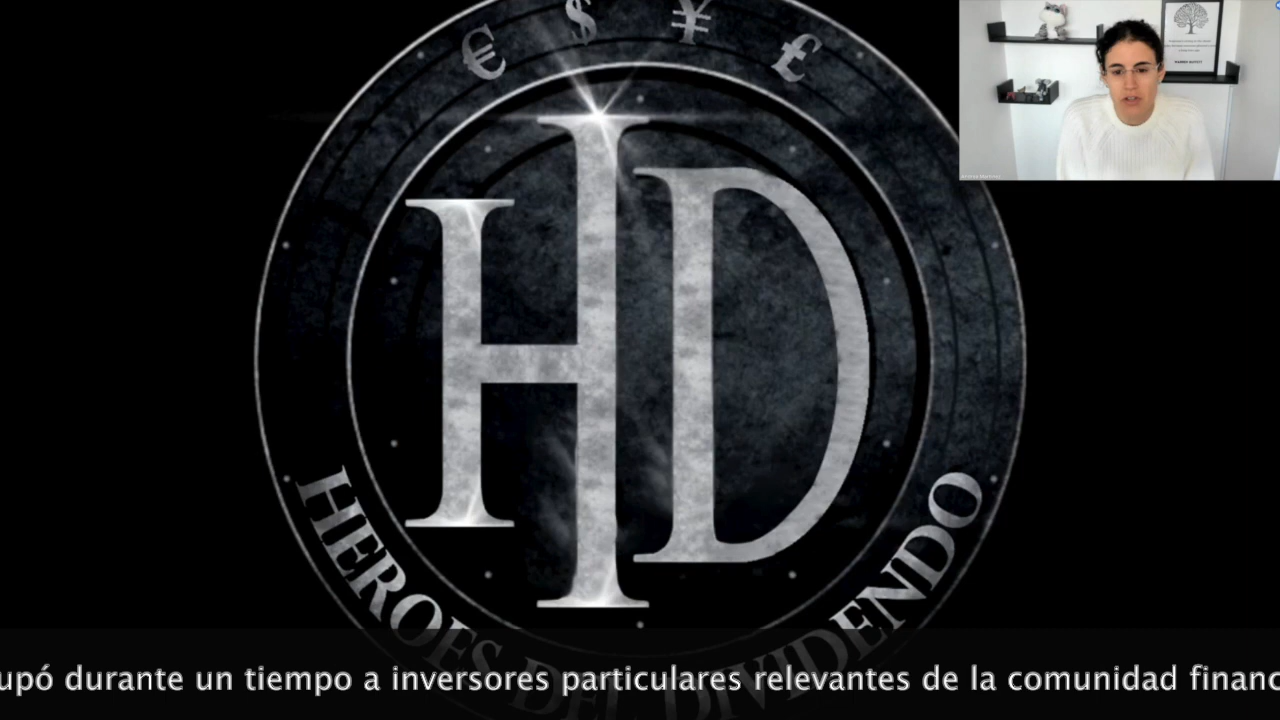 € $ ¥ £
HD
HEROES DEL DIVIDENDO
upó durante un tiempo a inversores particulares relevantes de la comunidad financ